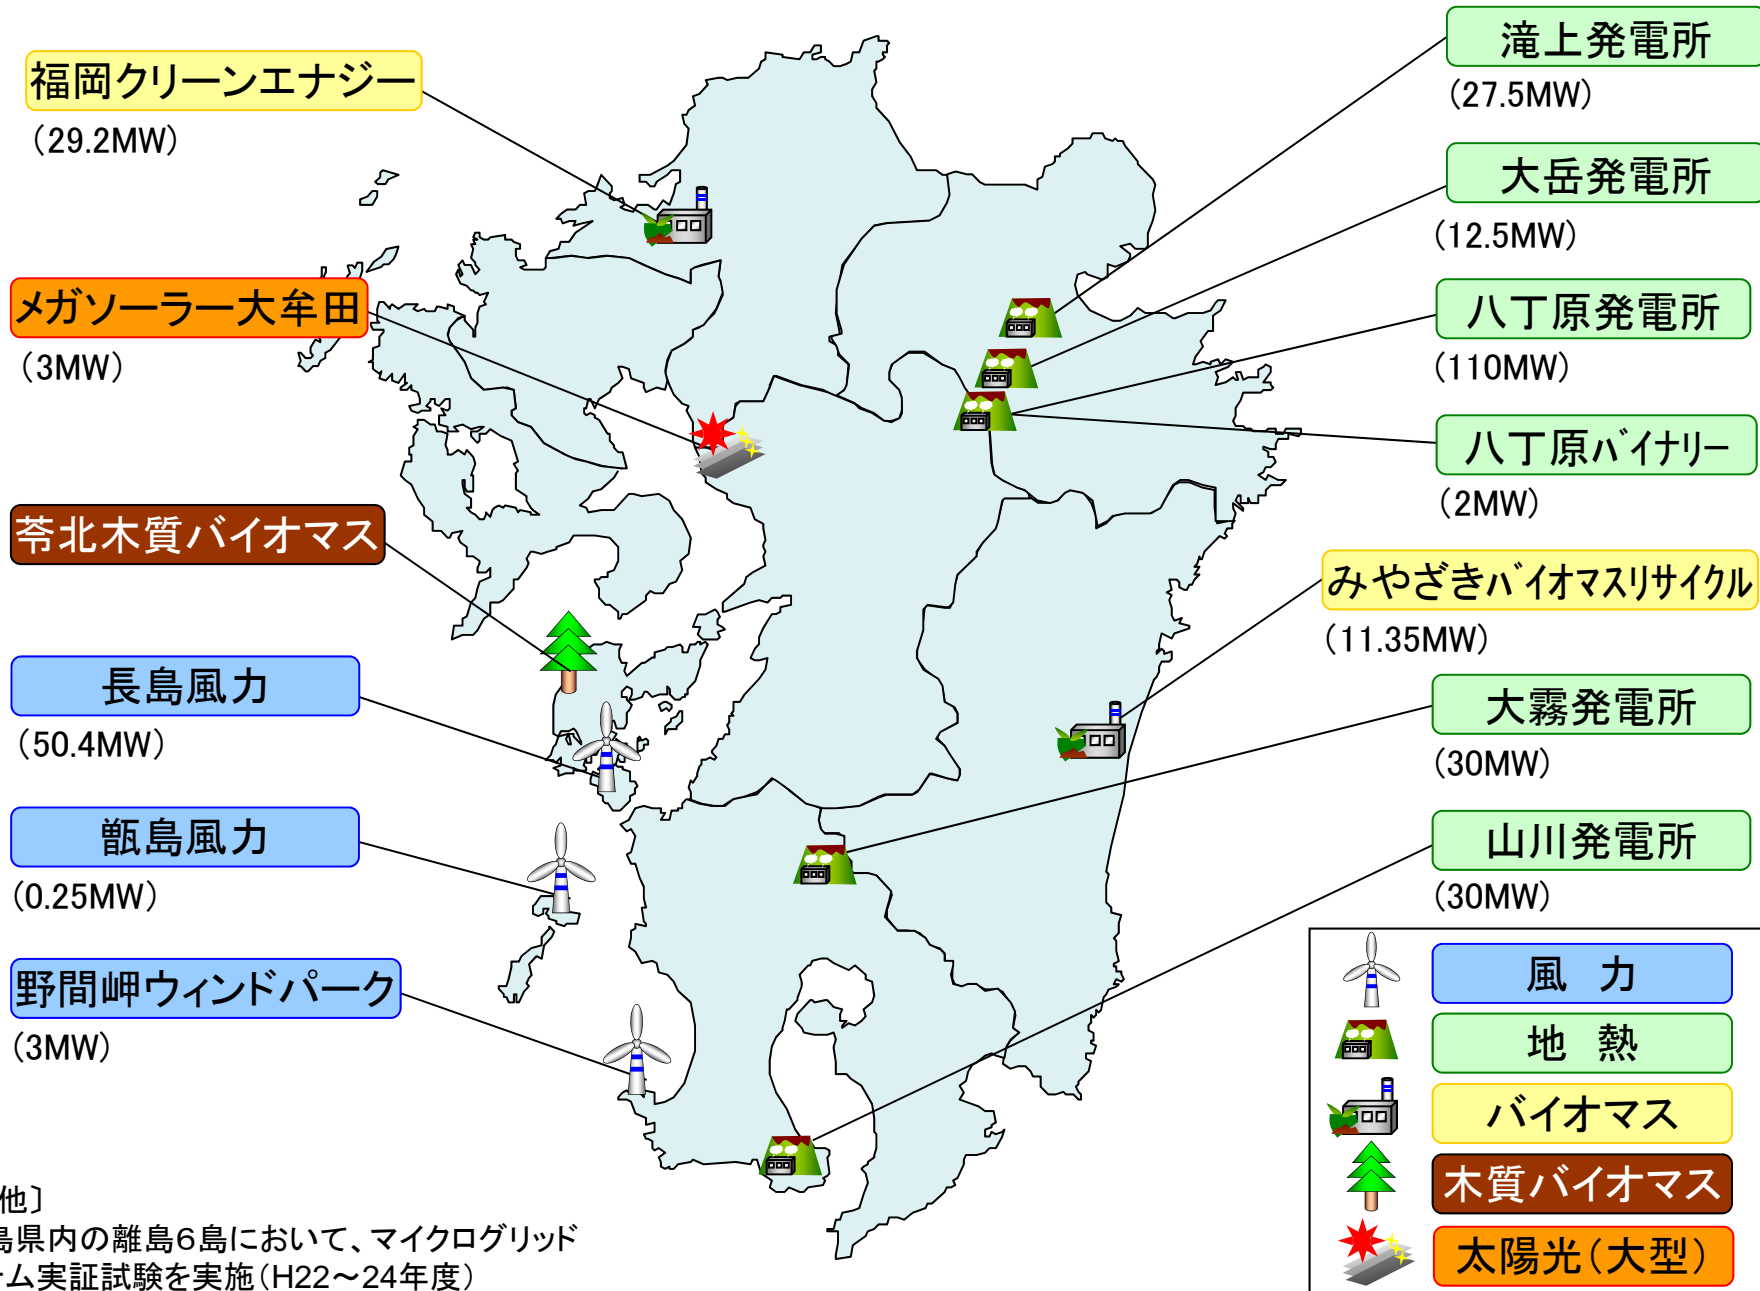 福岡クリーンエナジー
(29.2MW)
メガソーラー大牟田
(3MW)
苓北木質バイオマス
長島風力
(50.4MW)
甑島風力
(0.25MW)
野間岬ウィンドパーク
(3MW)
滝上発電所
(27.5MW)
大岳発電所
(12.5MW)
八丁原発電所
(110MW)
八丁原バイナリー
(2MW)
みやざきバイオマスリサイクル
(11.35MW)
大霧発電所
(30MW)
山川発電所
(30MW)
風 力
地 熱
バイオマス
木質バイオマス
太陽光(大型)
他〕
島県内の離島6島において、マイクログリッド
テム実証試験を実施(H22～24年度)